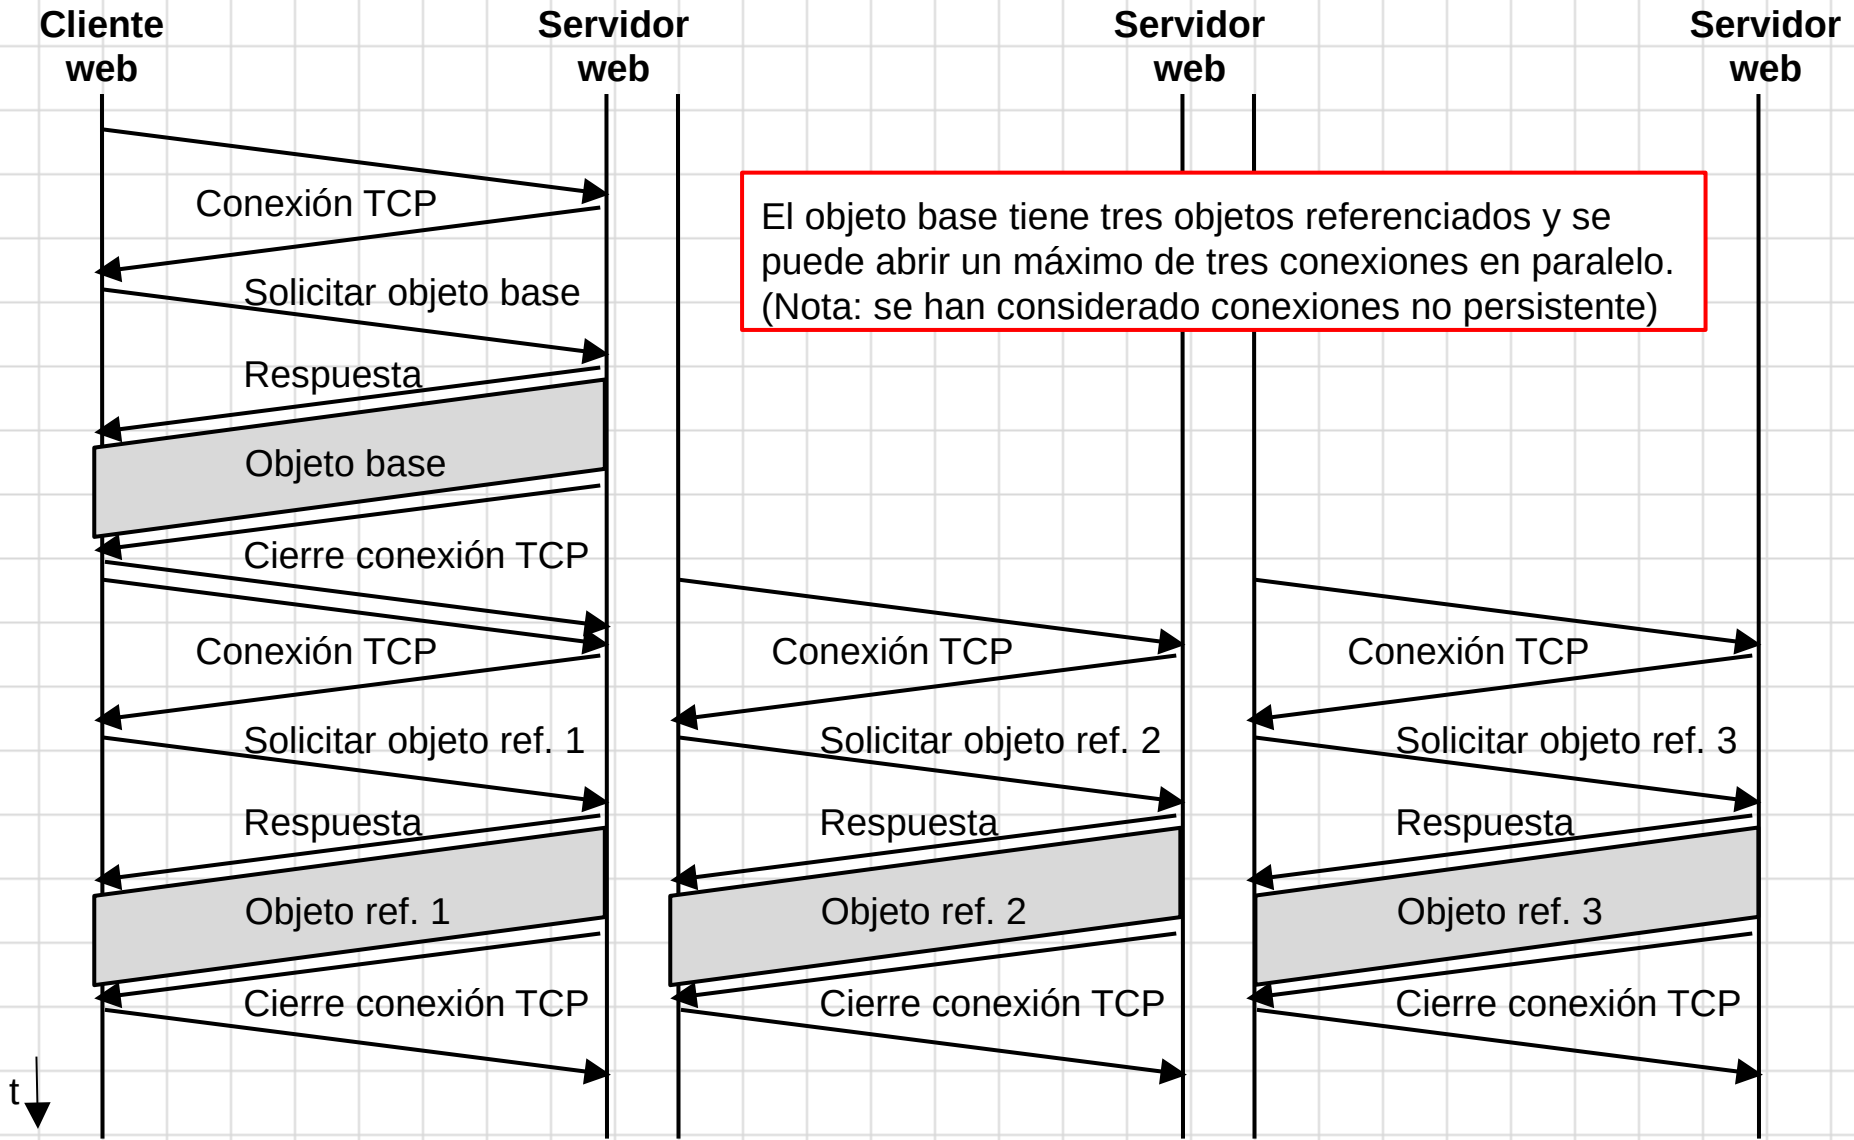 Cliente
web
Servidor
web
Servidor
web
Servidor
web
El objeto base tiene tres objetos referenciados y se
puede abrir un máximo de tres conexiones en paralelo.
(Nota: se han considerado conexiones no persistente)
Conexión TCP
Solicitar objeto base
Respuesta
Objeto base
Cierre conexión TCP
Conexión TCP
Conexión TCP
Conexión TCP
Solicitar objeto ref. 1
Solicitar objeto ref. 2
Solicitar objeto ref. 3
Respuesta
Respuesta
Respuesta
Objeto ref. 1
Objeto ref. 2
Objeto ref. 3
Cierre conexión TCP
Cierre conexión TCP
Cierre conexión TCP
t